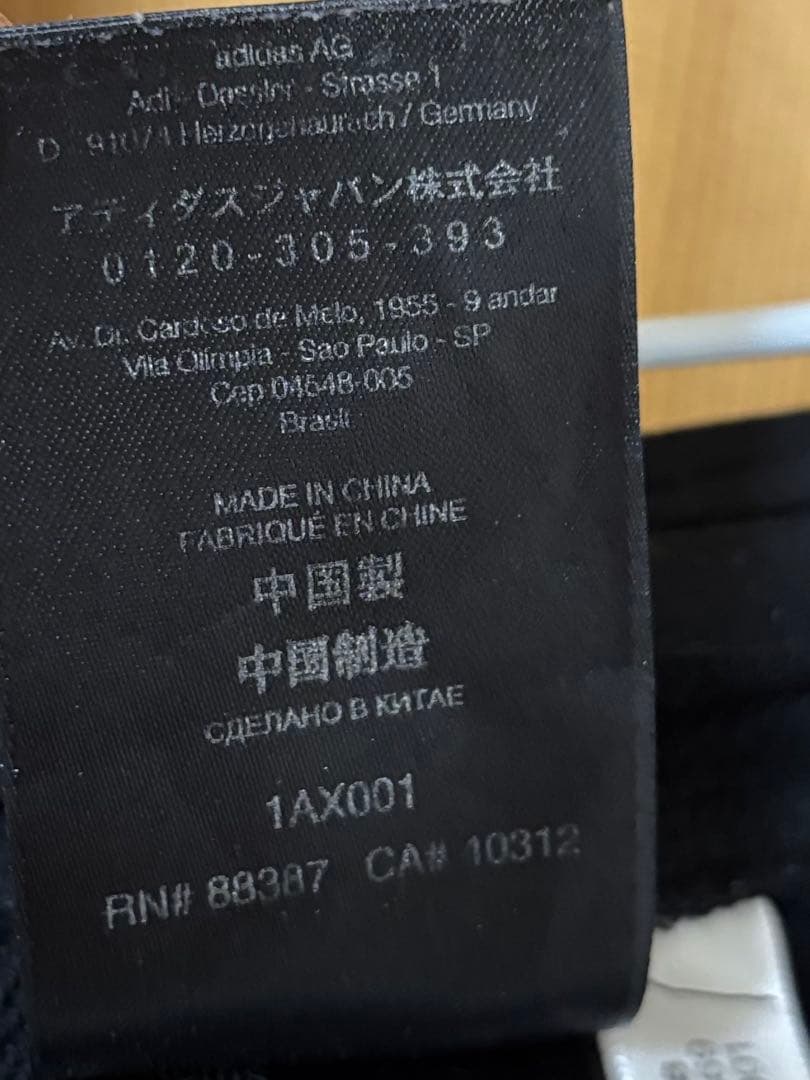 adidas AG
Adi - Dassler - Strasse 1
D 91074 Herzogenaurach / Germany
アディダスジャパン株式会社
0120-305-393
Av. Dr. Cardoso de Melo, 1955 - 9 andar
Vila Olimpia - Sao Paulo - SP
Cep 04548-005
Brasil
MADE IN CHINA
FABRIQUÉ EN CHINE
中国製
中国制造
СДЕЛАНО В КИТАЕ
1AX001
RN# 88387 CA# 10312